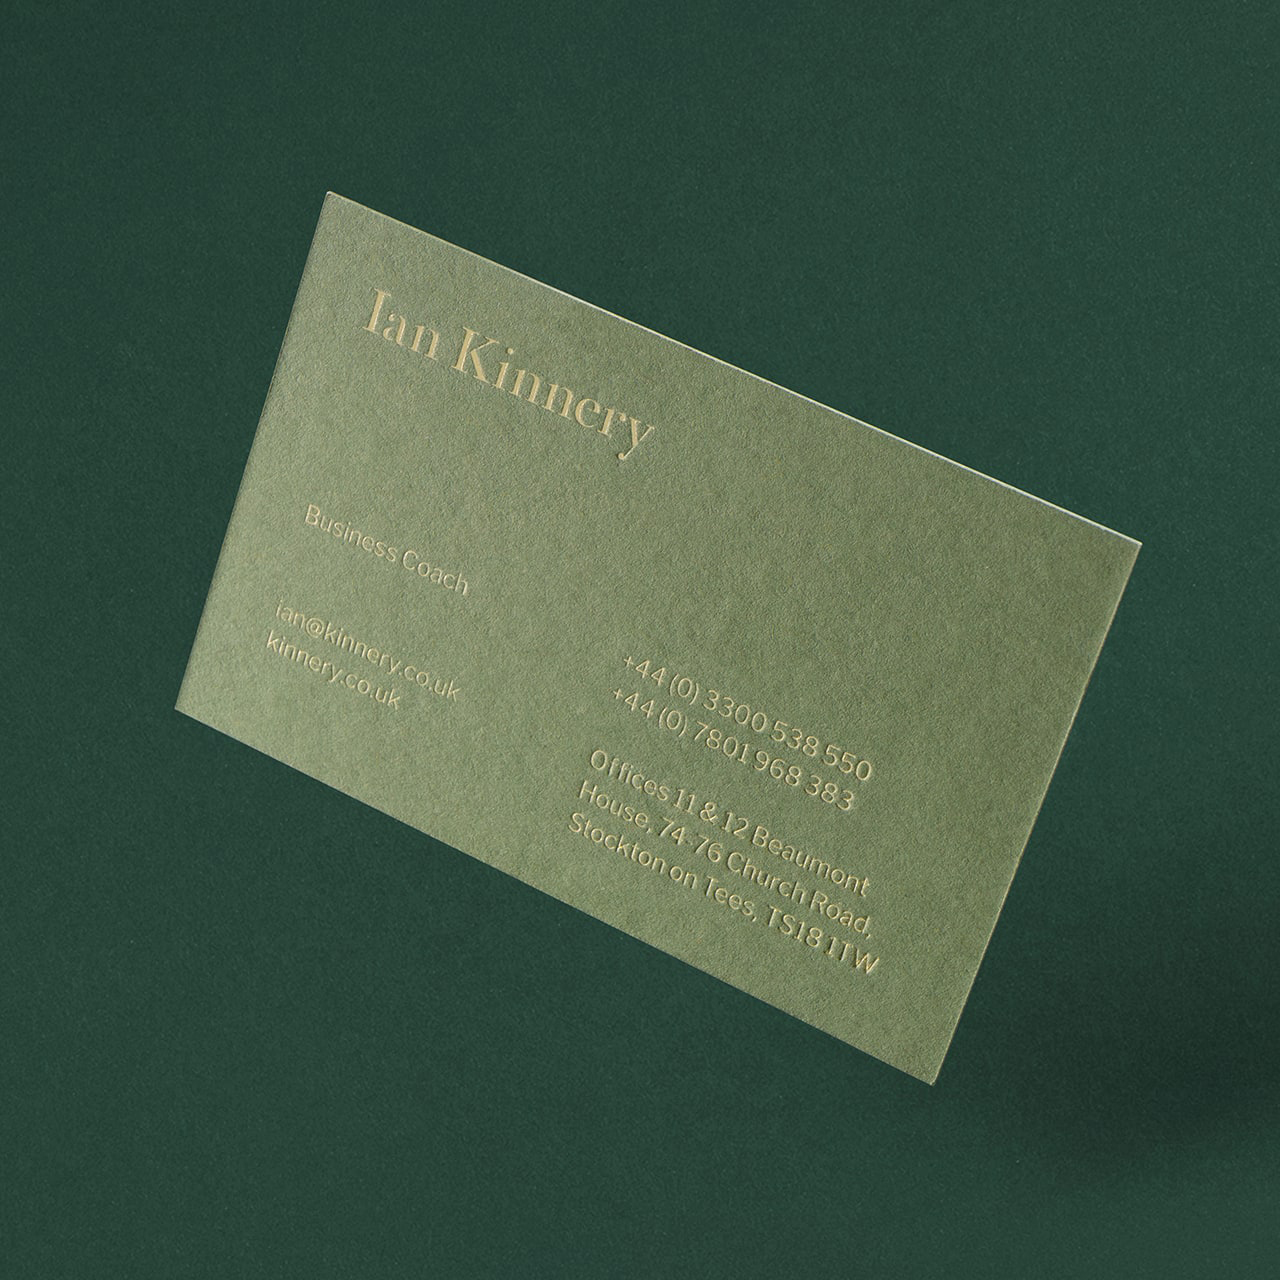 Ian Kinnery
Business Coach
ian@kinnery.co.uk
kinnery.co.uk
+44 (0) 3300 538 550
+44 (0) 7801 968 383
Offices 11 & 12 Beaumont
House, 74-76 Church Road,
Stockton on Tees, TS18 1TW